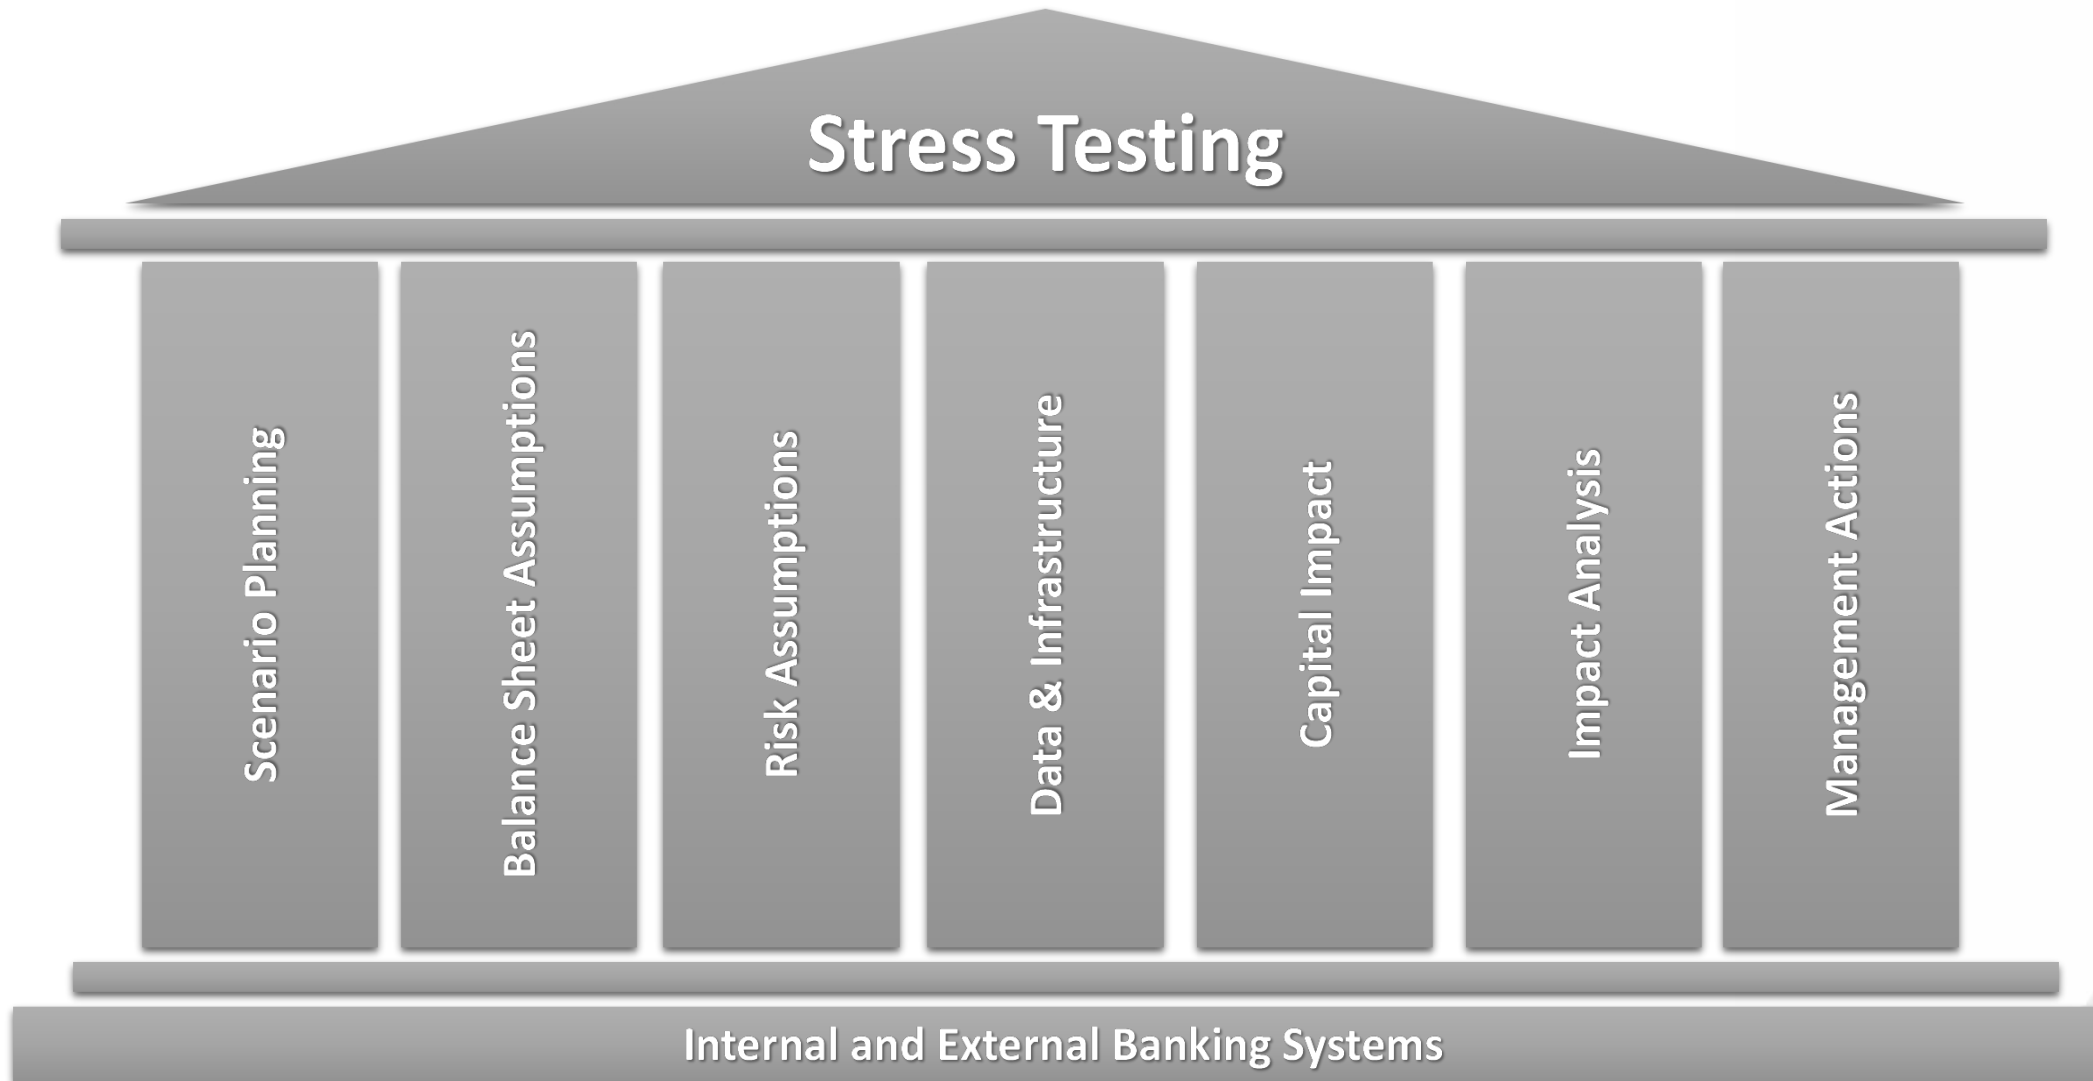 Stress Testing
Scenario Planning
Balance Sheet Assumptions
Risk Assumptions
Data & Infrastructure
Capital Impact
Impact Analysis
Management Actions
Internal and External Banking Systems